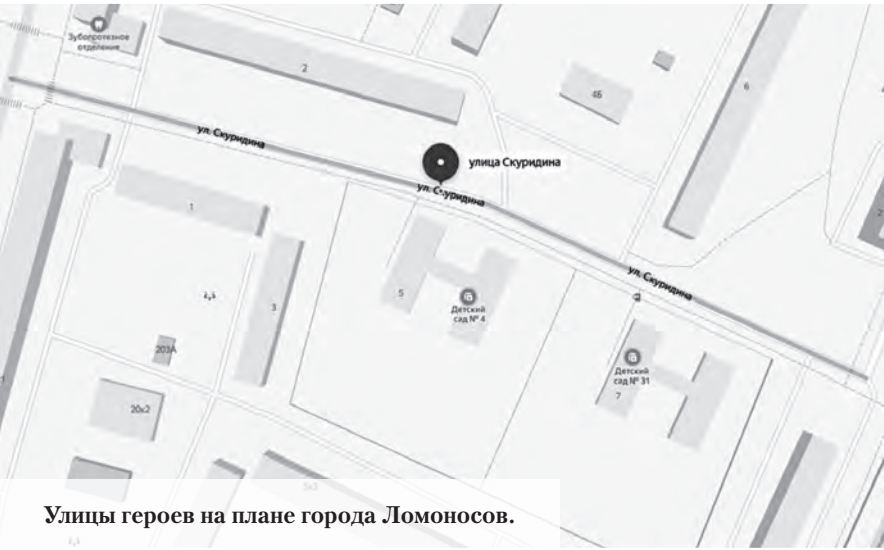 Зубопротезное
отделение
2
6
4Б
ул. Скуридина
улица Скуридина
ул. Скуридина
1
ул. Скуридина
5
3
Детский
сад № 4
Детский
сад № 31
7
203А
20к2
Улицы героев на плане города Ломоносов.